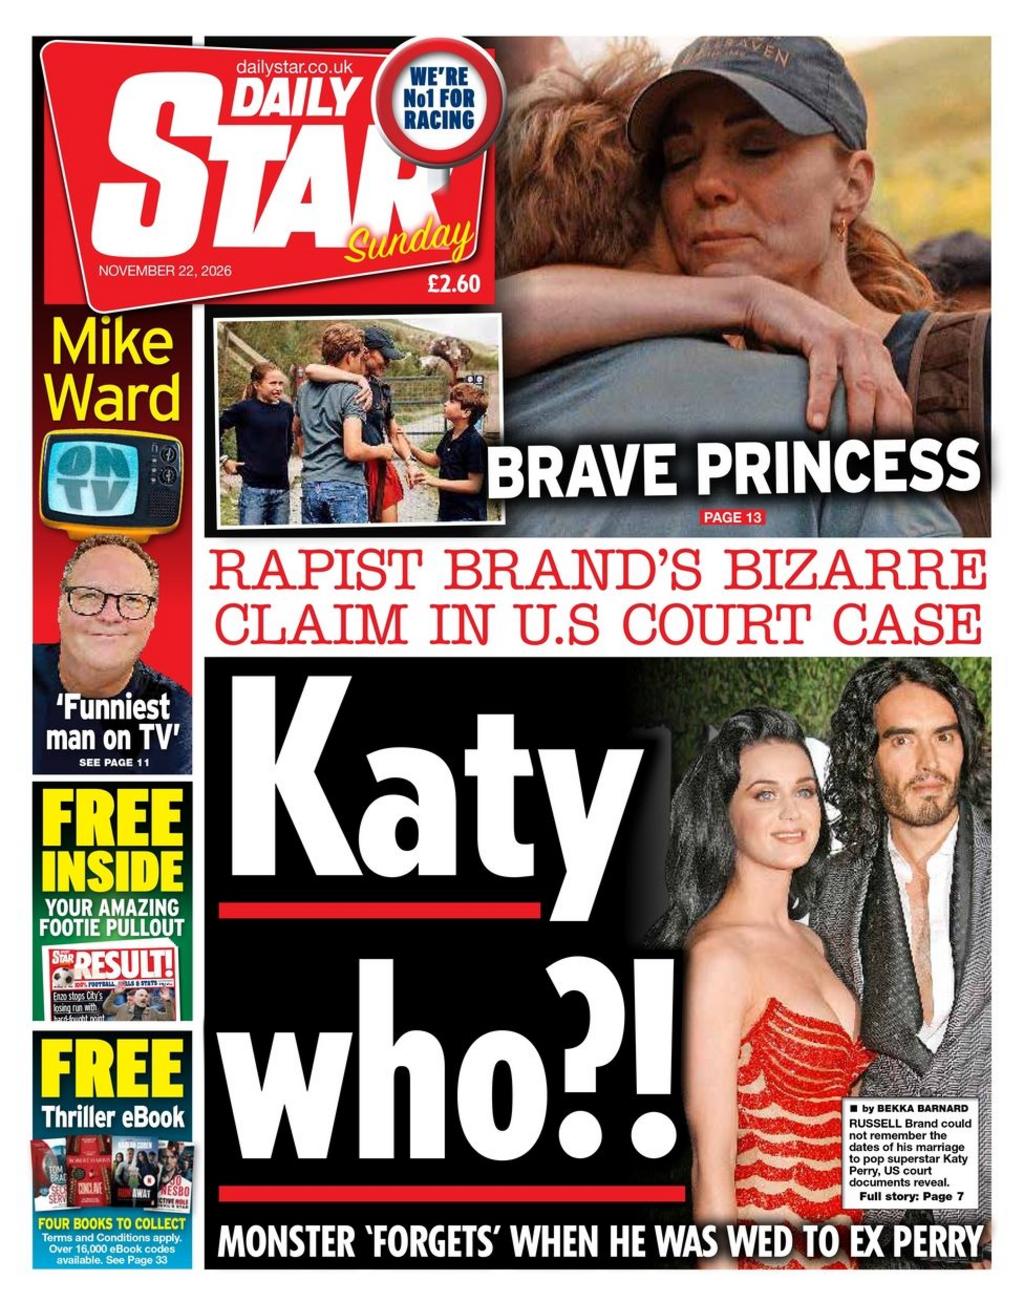 dailystar.co.uk
DAILY
STAR
Sunday
WE'RE
No1 FOR
RACING
NOVEMBER 22, 2026
£2.60
Mike
Ward
ON
TV
'Funniest
man on TV'
SEE PAGE 11
BRAVE PRINCESS
PAGE 13
RAPIST BRAND'S BIZARRE
CLAIM IN U.S COURT CASE
Katy
who?!
FREE
INSIDE
YOUR AMAZING
FOOTIE PULLOUT
STAR
RESULT!
Enzo stops City's
losing run with
hard-fought point
FREE
Thriller eBook
CONCLAVE
NESBO
FOUR BOOKS TO COLLECT
Terms and Conditions apply.
Over 16,000 eBook codes
available. See Page 33
■ by BEKKA BARNARD
RUSSELL Brand could
not remember the
dates of his marriage
to pop superstar Katy
Perry, US court
documents reveal.
Full story: Page 7
MONSTER 'FORGETS' WHEN HE WAS WED TO EX PERRY